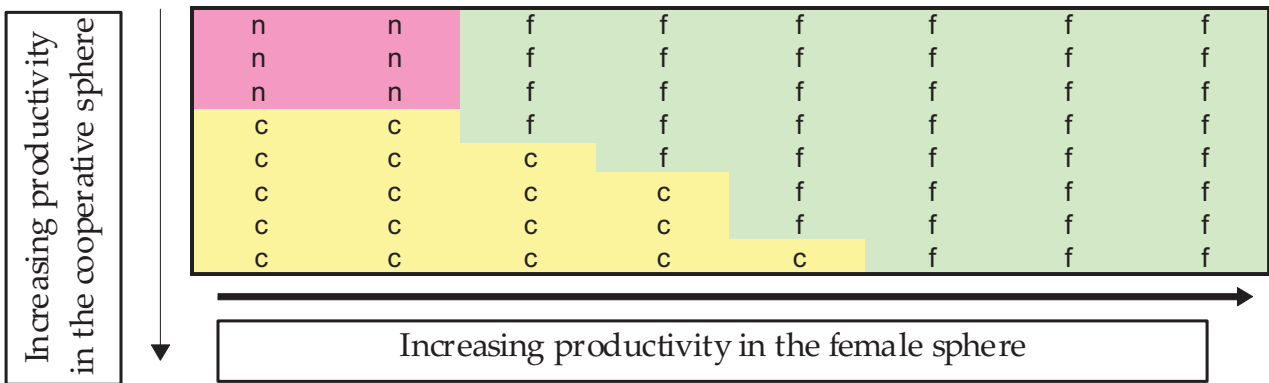 Increasing productivity
in the cooperative sphere
n n f f f f f f
n n f f f f f f
n n f f f f f f
c c f f f f f f
c c c f f f f f
c c c c f f f f
c c c c f f f f
c c c c c f f f
Increasing productivity in the female sphere